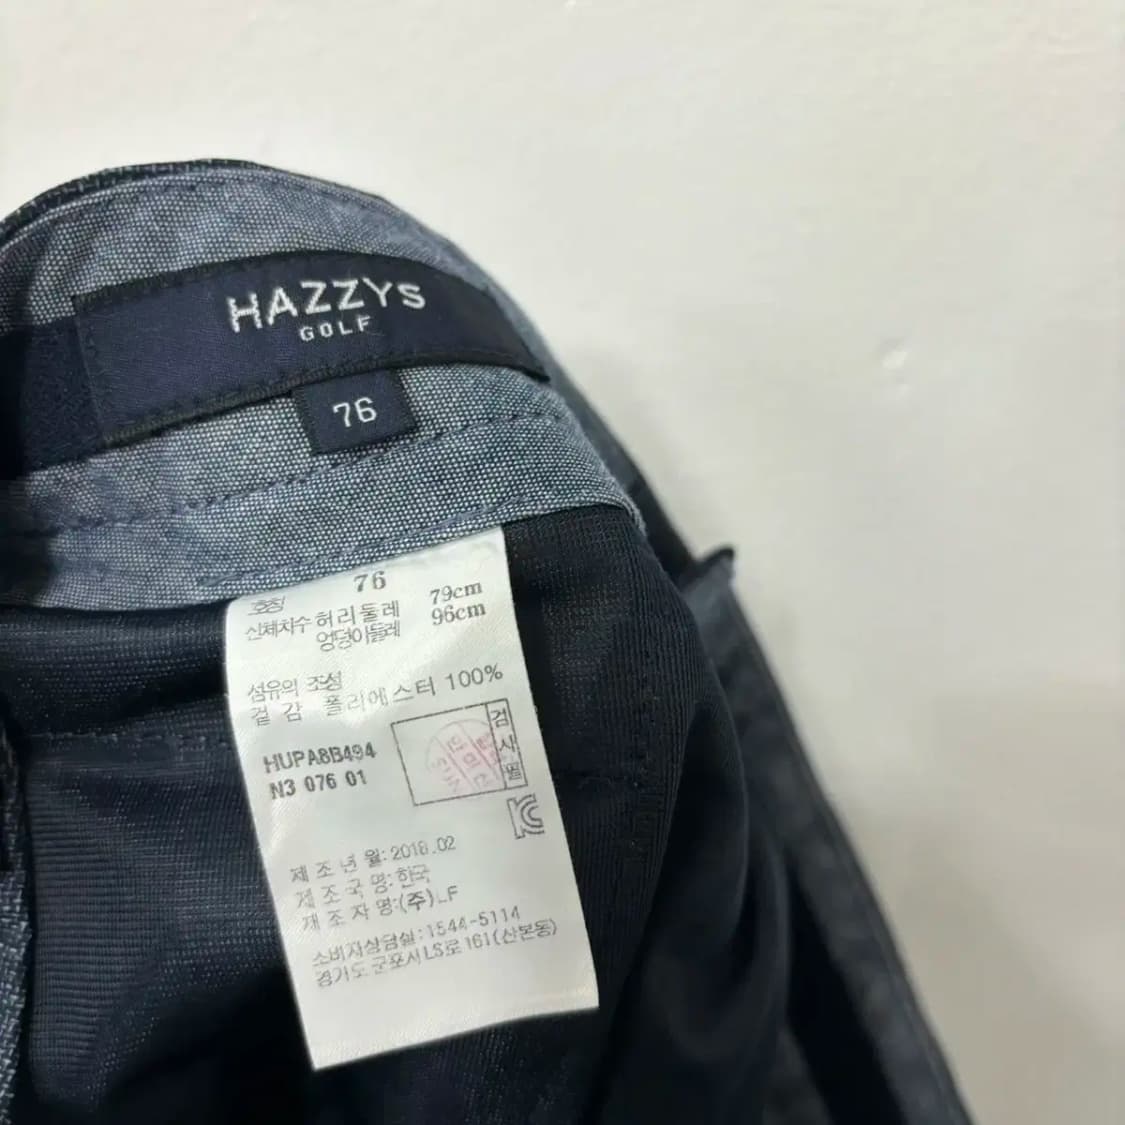 HAZZYS
GOLF
76
호칭 76
신체치수 허리둘레 79cm
엉덩이둘레 96cm
섬유의 조성
겉 감 폴리에스터 100%
HUPA8B494
N3 076 01
검사필
제 조 년 월: 2018.02
제 조 국 명: 한국
제 조 자 명: (주)LF
소비자상담실: 1544-5114
경기도 군포시 LS로 161(산본동)